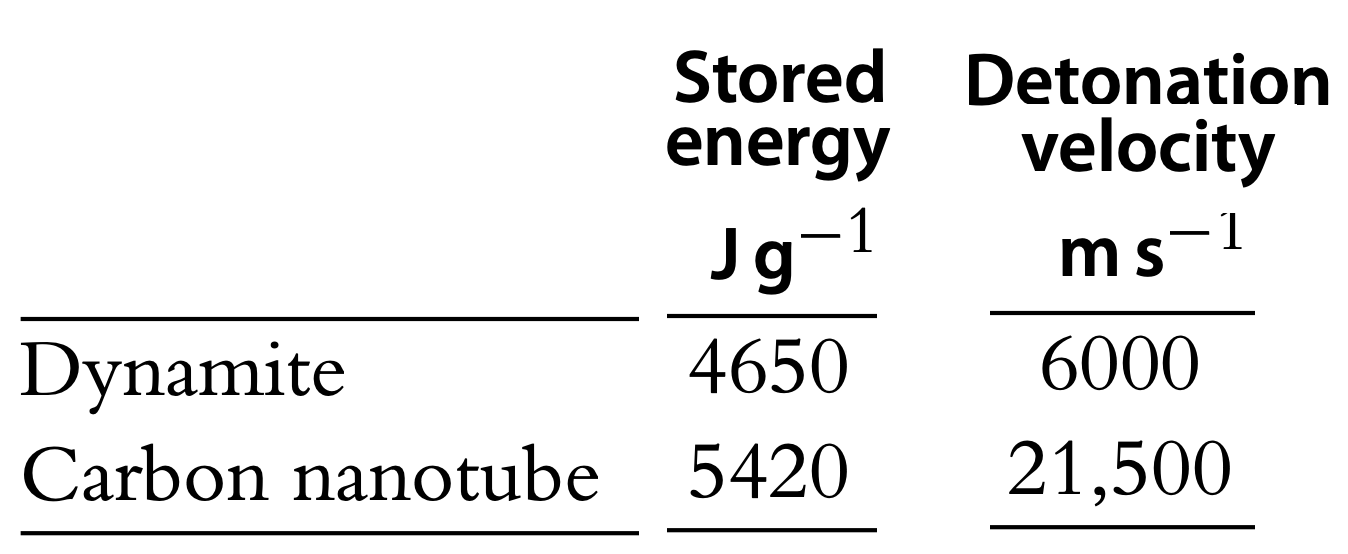 Stored Detonation
energy velocity
J g⁻¹ m s⁻¹
Dynamite 4650 6000
Carbon nanotube 5420 21,500